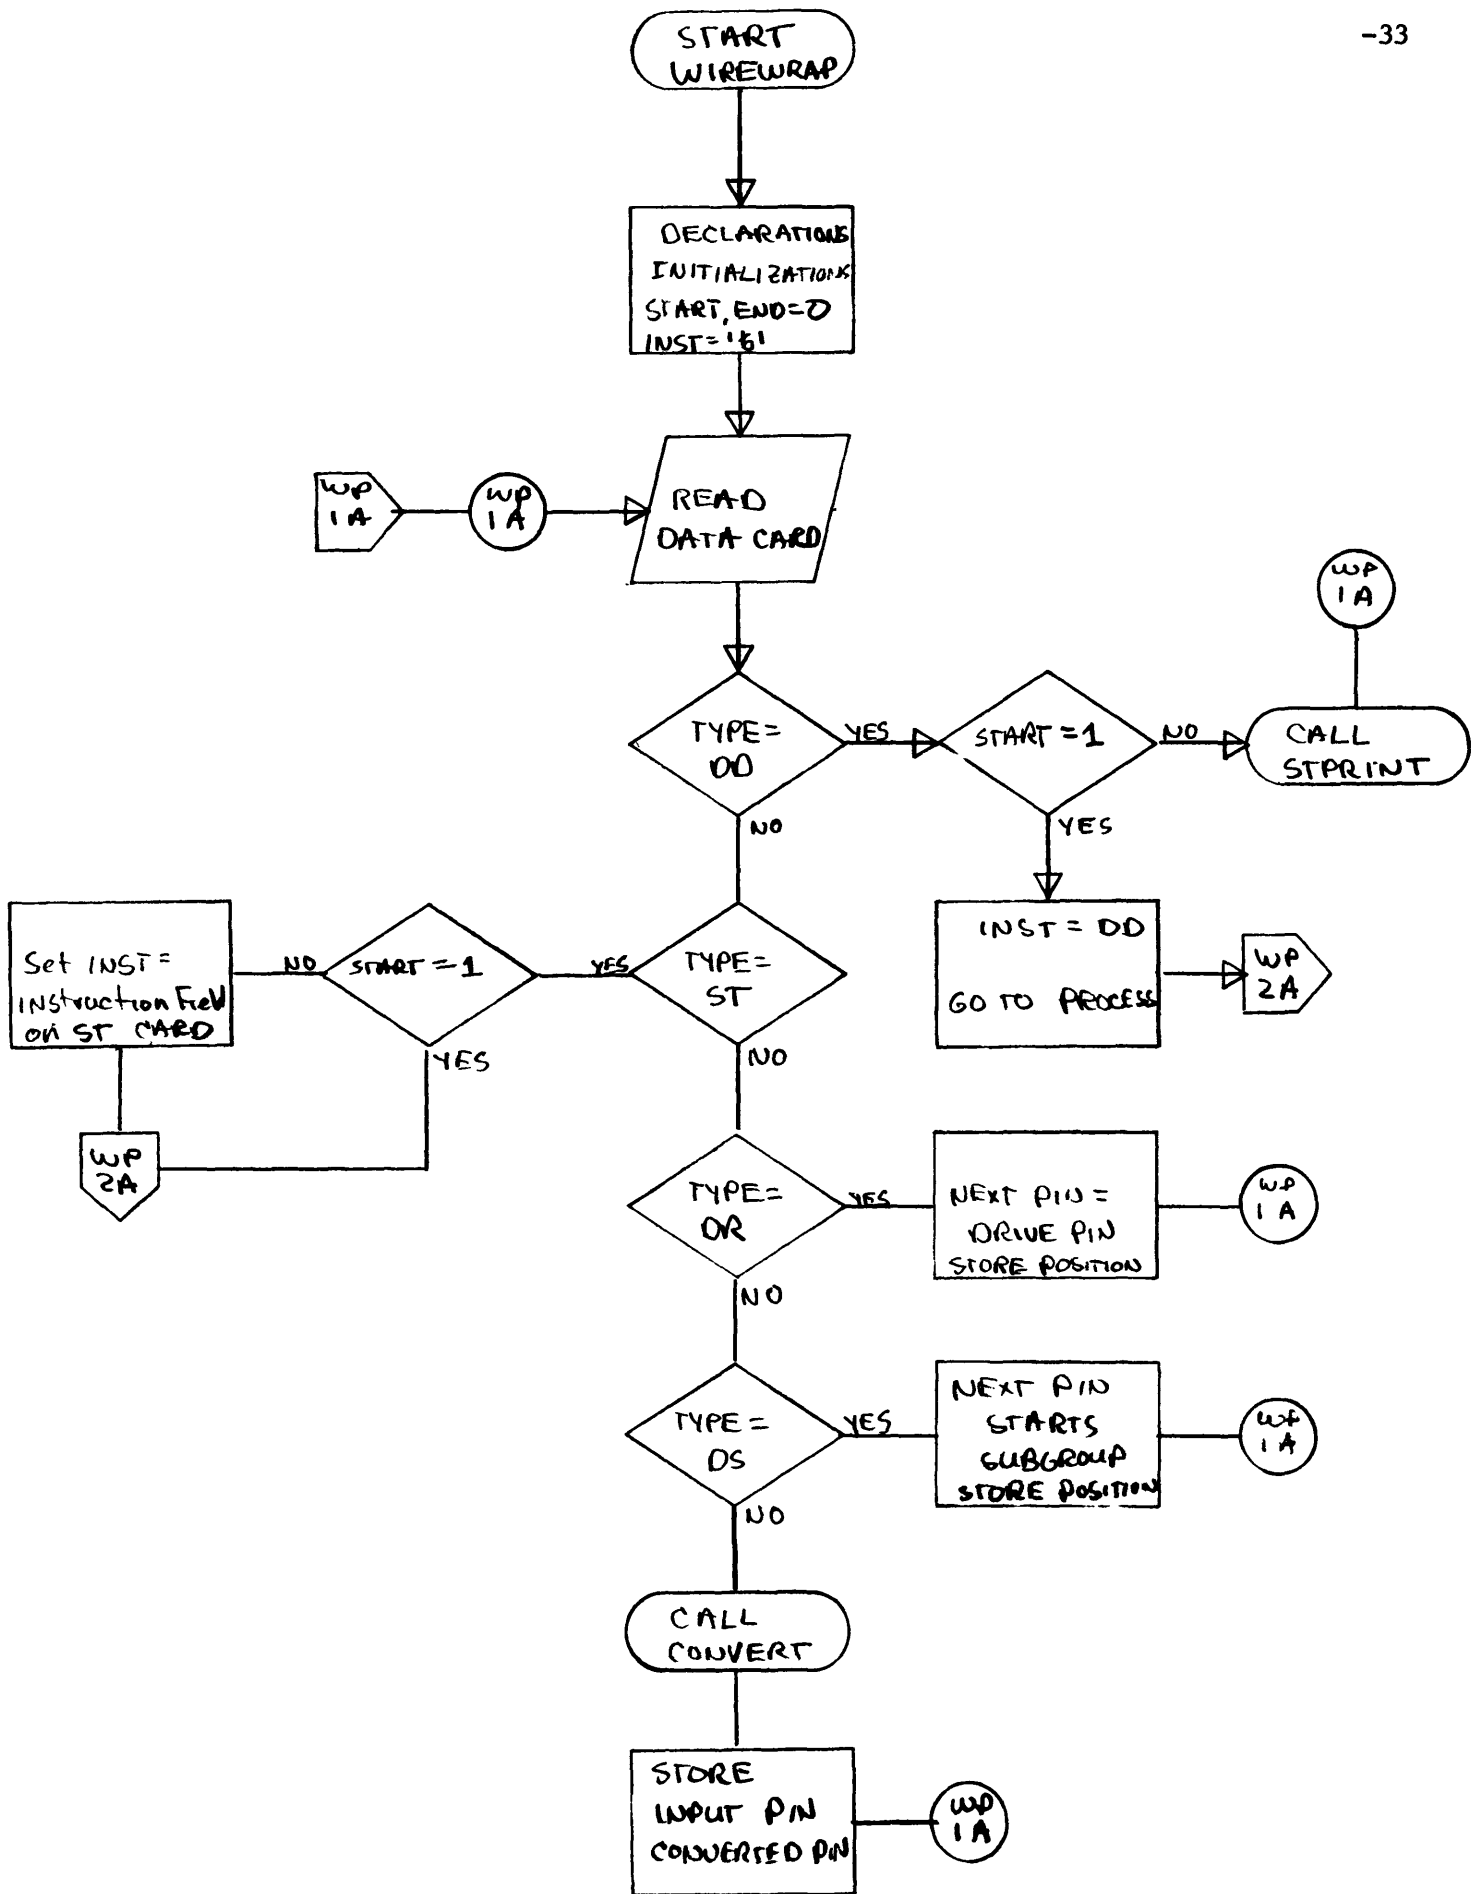 -33
START
WIREWRAP
DECLARATIONS
INITIALIZATIONS
START, END=0
INST='b'
WP
1A
WP
1A
READ
DATA CARD
WP
1A
TYPE=
DD
YES
START=1
NO
CALL
STPRINT
NO
YES
INST = DD
GO TO PROCESS
WP
2A
Set INST=
INSTRUCTION Field
ON ST CARD
NO
START=1
YES
TYPE=
ST
YES
NO
WP
2A
TYPE=
DR
YES
NEXT PIN =
DRIVE PIN
STORE POSITION
WP
1A
NO
TYPE=
DS
YES
NEXT PIN
STARTS
SUBGROUP
STORE POSITION
WP
1A
NO
CALL
CONVERT
STORE
INPUT PIN
CONVERTED PIN
WP
1A